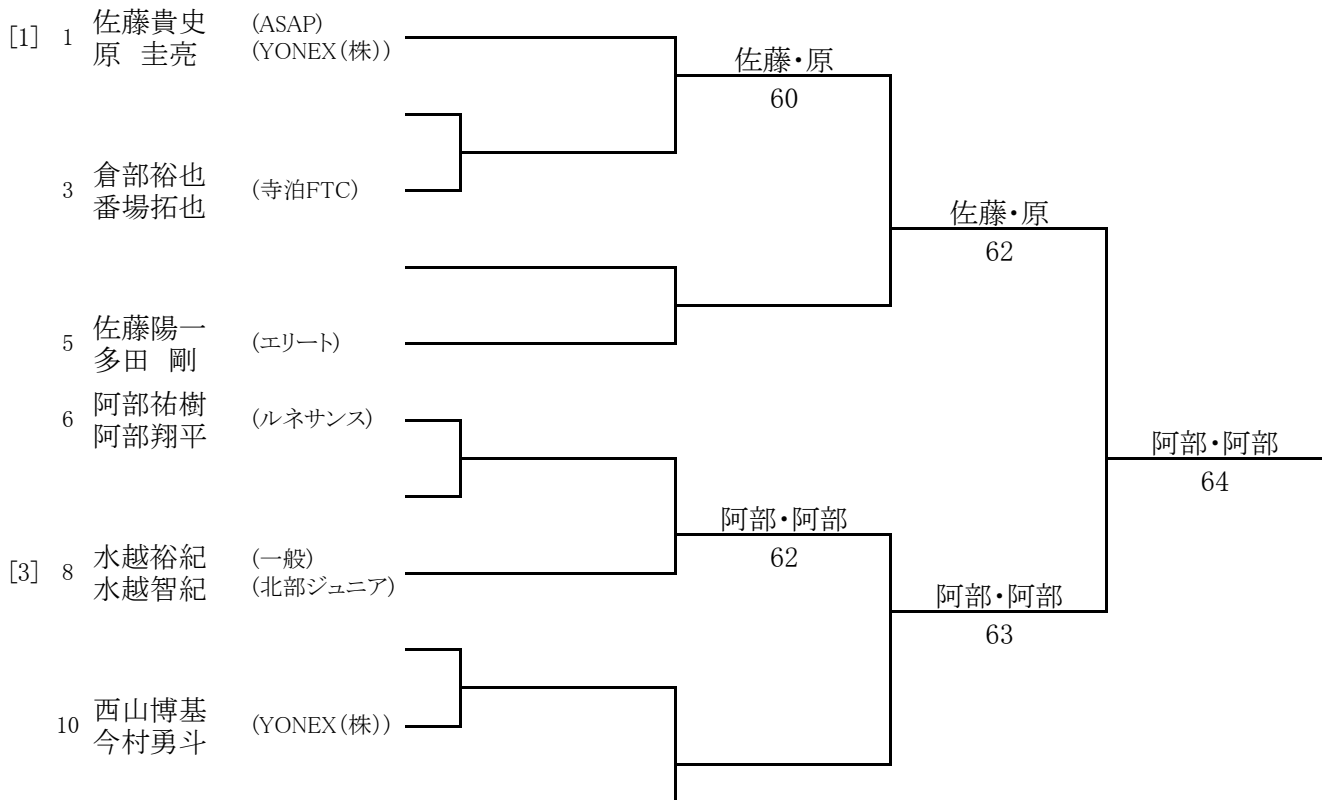 [1] 1 佐藤貴史 (ASAP)
原 圭亮 (YONEX(株))
佐藤・原
60
3 倉部裕也 (寺泊FTC)
番場拓也
佐藤・原
62
5 佐藤陽一 (エリート)
多田 剛
6 阿部祐樹 (ルネサンス)
阿部翔平
阿部・阿部
64
阿部・阿部
62
[3] 8 水越裕紀 (一般)
水越智紀 (北部ジュニア)
阿部・阿部
63
10 西山博基 (YONEX(株))
今村勇斗